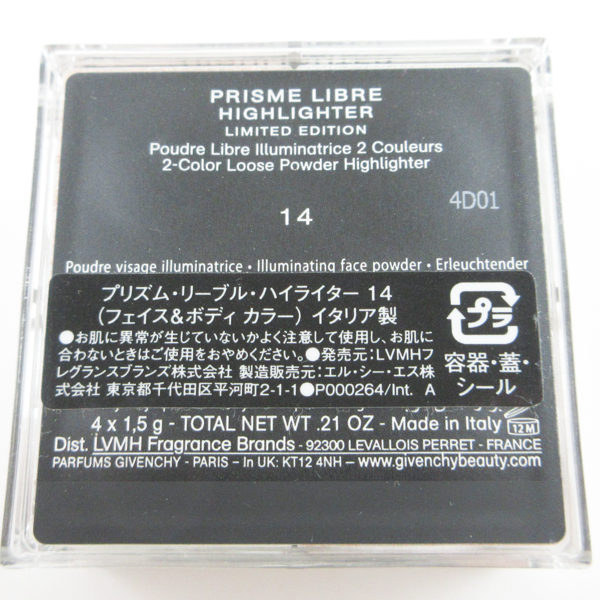 PRISME LIBRE
HIGHLIGHTER
LIMITED EDITION
Poudre Libre Illuminatrice 2 Couleurs
2-Color Loose Powder Highlighter
4D01
14
Poudre visage illuminatrice • Illuminating face powder • Erleuchtender
プリズム・リーブル・ハイライター 14
(フェイス&ボディ カラー) イタリア製
●お肌に異常が生じていないかよく注意して使用し、お肌に
合わないときはご使用をおやめください。●発売元：LVMHフ
レグランスブランズ株式会社 製造販売元：エル・シー・エス株
式会社 東京都千代田区平河町2-1-1●P000264/Int. A
プラ
容器・蓋・
シール
4 x 1,5 g - TOTAL NET WT .21 OZ - Made in Italy
12 M
Dist. LVMH Fragrance Brands - 92300 LEVALLOIS PERRET - FRANCE
PARFUMS GIVENCHY - PARIS – In UK: KT12 4NH – www.givenchybeauty.com